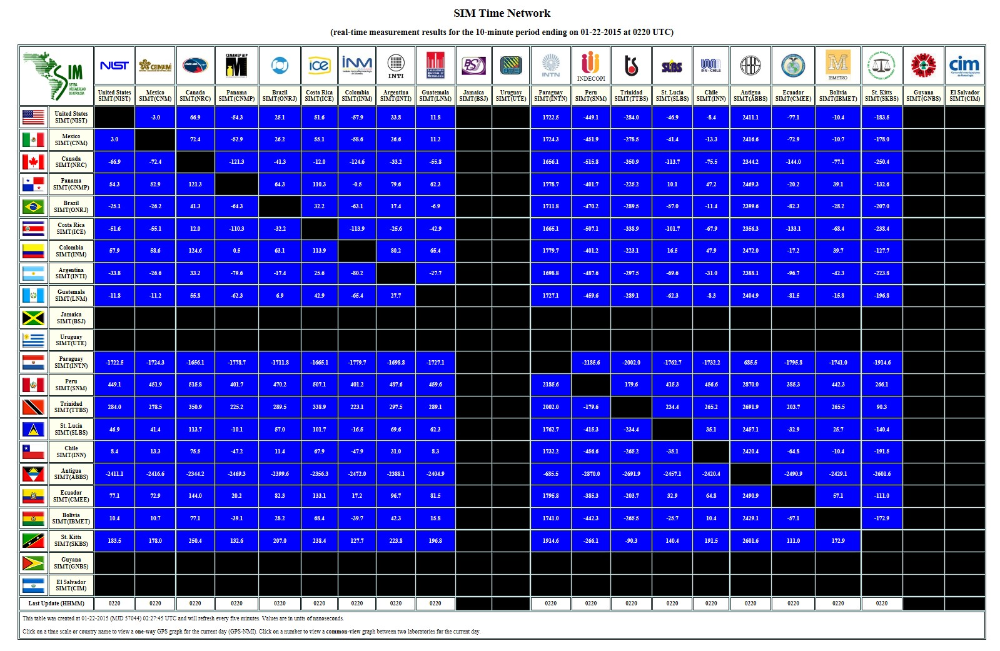 SIM Time Network
(real-time measurement results for the 10-minute period ending on 01-22-2015 at 0220 UTC)
SIM SISTEMA INTERAMERICANO DE METROLOGIA NIST CENAM CENAMEP AIP ice INM INTI LABORATORIO NACIONAL DE METROLOGIA BSJ UTE INTN INDECOPI SLBS INN - CHILE ABBS M IBMETRO GNBS cim
United States SIMT(NIST) Mexico SIMT(CNM) Canada SIMT(NRC) Panama SIMT(CNMP) Brazil SIMT(ONRJ) Costa Rica SIMT(ICE) Colombia SIMT(INM) Argentina SIMT(INTI) Guatemala SIMT(LNM) Jamaica SIMT(BSJ) Uruguay SIMT(UTE) Paraguay SIMT(INTN) Peru SIMT(SNM) Trinidad SIMT(TTBS) St. Lucia SIMT(SLBS) Chile SIMT(INN) Antigua SIMT(ABBS) Ecuador SIMT(CMEE) Bolivia SIMT(IBMET) St. Kitts SIMT(SKBS) Guyana SIMT(GNBS) El Salvador SIMT(CIM)
United States SIMT(NIST) -3.0 66.9 -54.3 25.1 51.6 -57.9 33.8 11.8 1722.5 -449.1 -284.0 -46.9 -8.4 2411.1 -77.1 -10.4 -183.5
Mexico SIMT(CNM) 3.0 72.4 -52.9 26.2 55.1 -58.6 26.6 11.2 1724.3 -451.9 -278.5 -41.4 -13.3 2416.6 -72.9 -10.7 -178.0
Canada SIMT(NRC) -66.9 -72.4 -121.3 -41.3 -12.0 -124.6 -33.2 -55.8 1656.1 -515.8 -350.9 -113.7 -75.5 2344.2 -144.0 -77.1 -250.4
Panama SIMT(CNMP) 54.3 52.9 121.3 64.3 110.3 -0.5 79.6 62.3 1778.7 -401.7 -225.2 10.1 47.2 2469.3 -20.2 39.1 -132.6
Brazil SIMT(ONRJ) -25.1 -26.2 41.3 -64.3 32.2 -63.1 17.4 -6.9 1711.8 -470.2 -289.5 -57.0 -11.4 2399.6 -82.3 -28.2 -207.0
Costa Rica SIMT(ICE) -51.6 -55.1 12.0 -110.3 -32.2 -113.9 -25.6 -42.9 1665.1 -507.1 -338.9 -101.7 -67.9 2356.3 -133.1 -68.4 -238.4
Colombia SIMT(INM) 57.9 58.6 124.6 0.5 63.1 113.9 80.2 65.4 1779.7 -401.2 -223.1 16.5 47.9 2472.0 -17.2 39.7 -127.7
Argentina SIMT(INTI) -33.8 -26.6 33.2 -79.6 -17.4 25.6 -80.2 -27.7 1698.8 -487.6 -297.5 -69.6 -31.0 2388.1 -96.7 -42.3 -223.8
Guatemala SIMT(LNM) -11.8 -11.2 55.8 -62.3 6.9 42.9 -65.4 27.7 1727.1 -459.6 -289.1 -62.3 -8.3 2404.9 -81.5 -15.8 -196.8
Jamaica SIMT(BSJ)
Uruguay SIMT(UTE)
Paraguay SIMT(INTN) -1722.5 -1724.3 -1656.1 -1778.7 -1711.8 -1665.1 -1779.7 -1698.8 -1727.1 -2185.6 -2002.0 -1762.7 -1732.2 685.5 -1795.8 -1741.0 -1914.6
Peru SIMT(SNM) 449.1 451.9 515.8 401.7 470.2 507.1 401.2 487.6 459.6 2185.6 179.6 415.3 456.6 2870.0 385.3 442.3 266.1
Trinidad SIMT(TTBS) 284.0 278.5 350.9 225.2 289.5 338.9 223.1 297.5 289.1 2002.0 -179.6 234.4 265.2 2691.9 203.7 265.5 90.3
St. Lucia SIMT(SLBS) 46.9 41.4 113.7 -10.1 57.0 101.7 -16.5 69.6 62.3 1762.7 -415.3 -234.4 35.1 2457.1 -32.9 25.7 -140.4
Chile SIMT(INN) 8.4 13.3 75.5 -47.2 11.4 67.9 -47.9 31.0 8.3 1732.2 -456.6 -265.2 -35.1 2420.4 -64.8 -10.4 -191.5
Antigua SIMT(ABBS) -2411.1 -2416.6 -2344.2 -2469.3 -2399.6 -2356.3 -2472.0 -2388.1 -2404.9 -685.5 -2870.0 -2691.9 -2457.1 -2420.4 -2490.9 -2429.1 -2601.6
Ecuador SIMT(CMEE) 77.1 72.9 144.0 20.2 82.3 133.1 17.2 96.7 81.5 1795.8 -385.3 -203.7 32.9 64.8 2490.9 57.1 -111.0
Bolivia SIMT(IBMET) 10.4 10.7 77.1 -39.1 28.2 68.4 -39.7 42.3 15.8 1741.0 -442.3 -265.5 -25.7 10.4 2429.1 -57.1 -172.9
St. Kitts SIMT(SKBS) 183.5 178.0 250.4 132.6 207.0 238.4 127.7 223.8 196.8 1914.6 -266.1 -90.3 140.4 191.5 2601.6 111.0 172.9
Guyana SIMT(GNBS)
El Salvador SIMT(CIM)
Last Update (HHMM) 0220 0220 0220 0220 0220 0220 0220 0220 0220 0220 0220 0220 0220 0220 0220 0220 0220 0220
This table was created at 01-22-2015 (MJD 57044) 02:27:45 UTC and will refresh every five minutes. Values are in units of nanoseconds.
Click on a time scale or country name to view a one-way GPS graph for the current day (GPS-NMI). Click on a number to view a common-view graph between two laboratories for the current day.